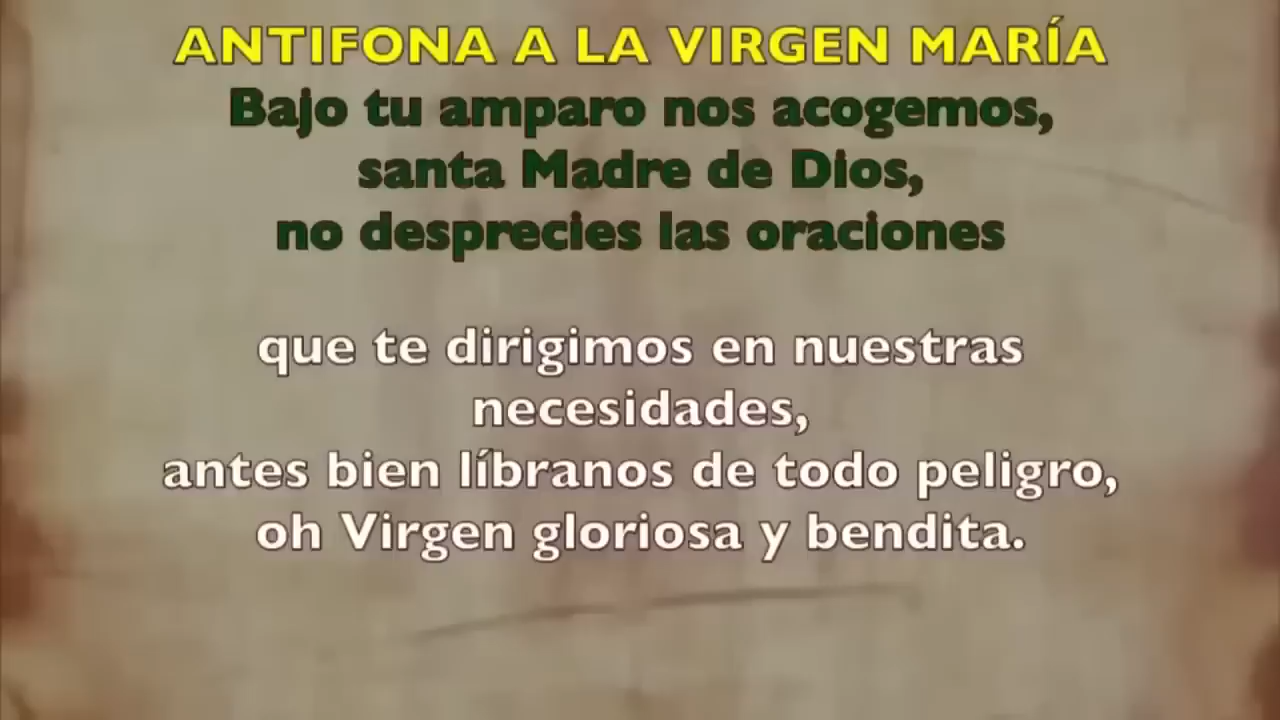 ANTIFONA A LA VIRGEN MARÍA
Bajo tu amparo nos acogemos,
santa Madre de Dios,
no desprecies las oraciones
que te dirigimos en nuestras
necesidades,
antes bien líbranos de todo peligro,
oh Virgen gloriosa y bendita.